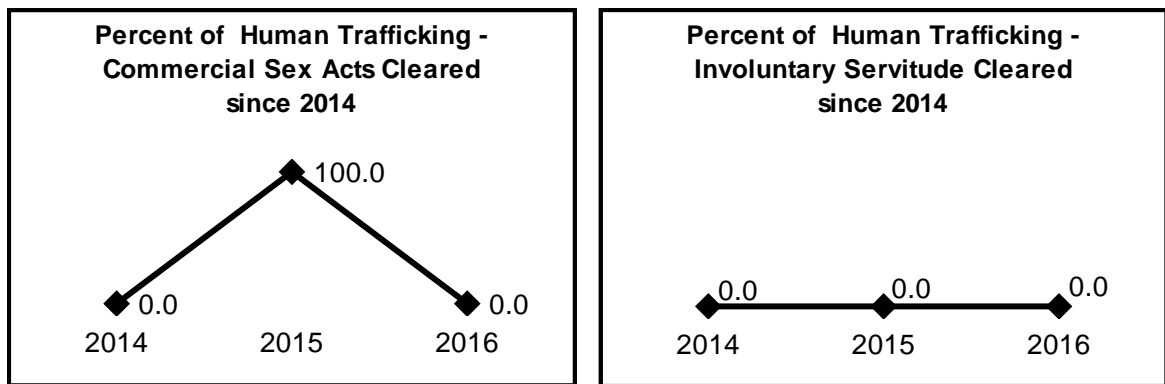 Percent of Human Trafficking -
Commercial Sex Acts Cleared
since 2014
100.0
0.0
0.0
2014
2015
2016
Percent of Human Trafficking -
Involuntary Servitude Cleared
since 2014
0.0
0.0
0.0
2014
2015
2016